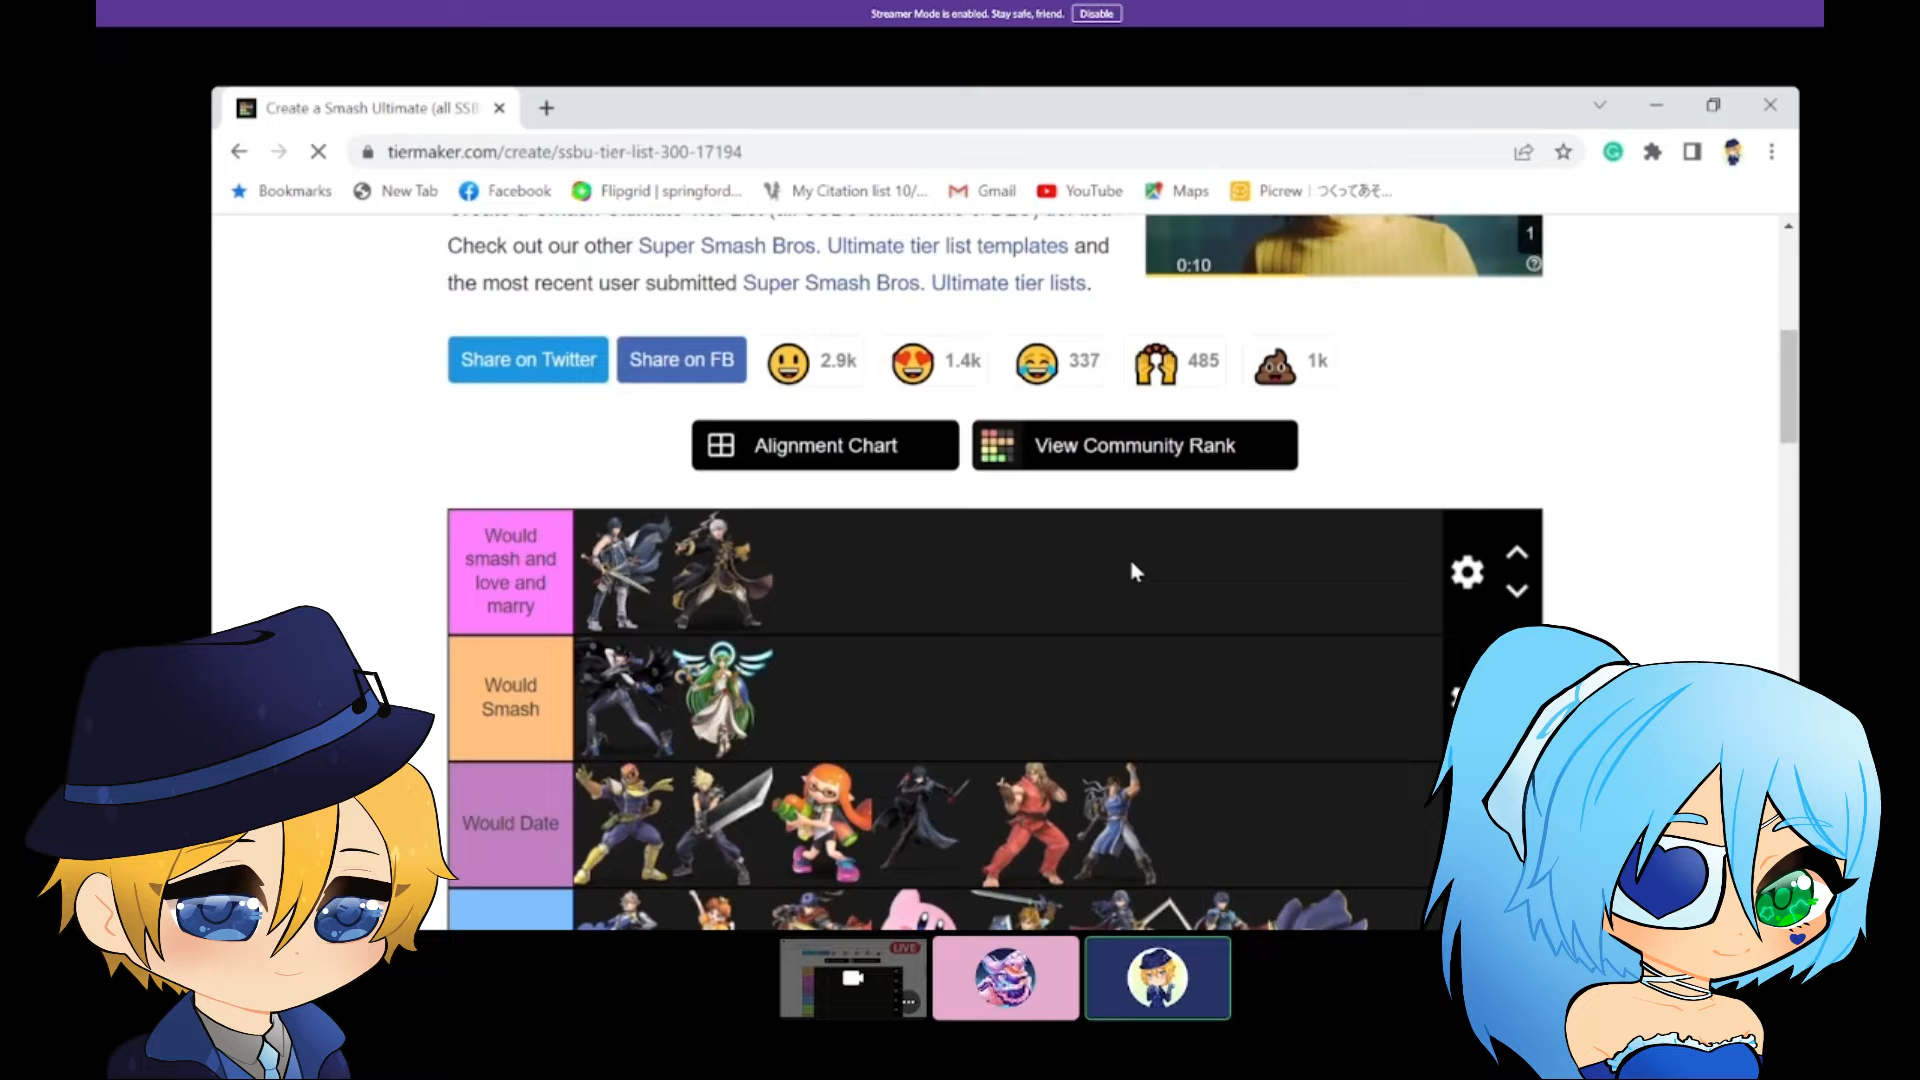 Streamer Mode is enabled. Stay safe, friend. Disable
Create a Smash Ultimate (all SSB
tiermaker.com/create/ssbu-tier-list-300-17194
Bookmarks New Tab Facebook Flipgrid | springford... My Citation list 10/... Gmail YouTube Maps Picrew | つくってあそ...
Check out our other Super Smash Bros. Ultimate tier list templates and
the most recent user submitted Super Smash Bros. Ultimate tier lists.
1
0:10
Share on Twitter Share on FB 2.9k 1.4k 337 485 1k
Alignment Chart View Community Rank
Would
smash and
love and
marry
Would
Smash
Would Date
LIVE